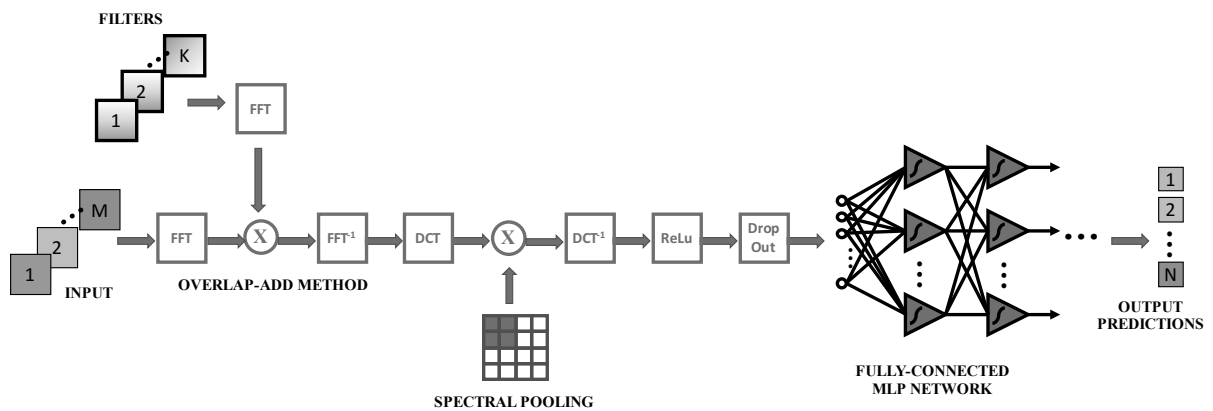 FILTERS
K
2
1
FFT
M
2
1
INPUT
FFT
X
FFT-1
DCT
X
DCT-1
ReLu
Drop
Out
OVERLAP-ADD METHOD
SPECTRAL POOLING
FULLY-CONNECTED
MLP NETWORK
1
2
N
OUTPUT
PREDICTIONS